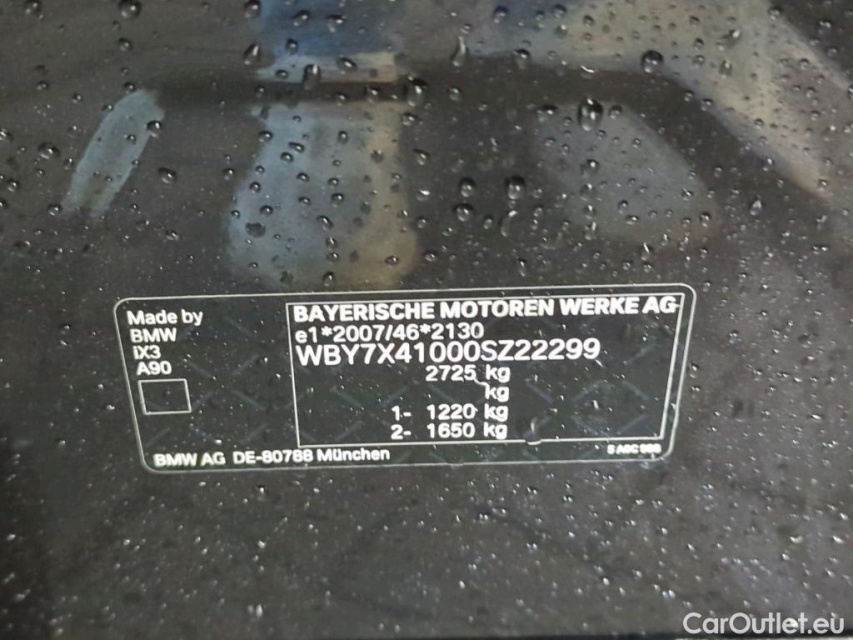 Made by
BMW
iX3
A90
BAYERISCHE MOTOREN WERKE AG
e1*2007/46*2130
WBY7X41000SZ22299
2725 kg
kg
1- 1220 kg
2- 1650 kg
BMW AG DE-80788 München
CarOutlet.eu